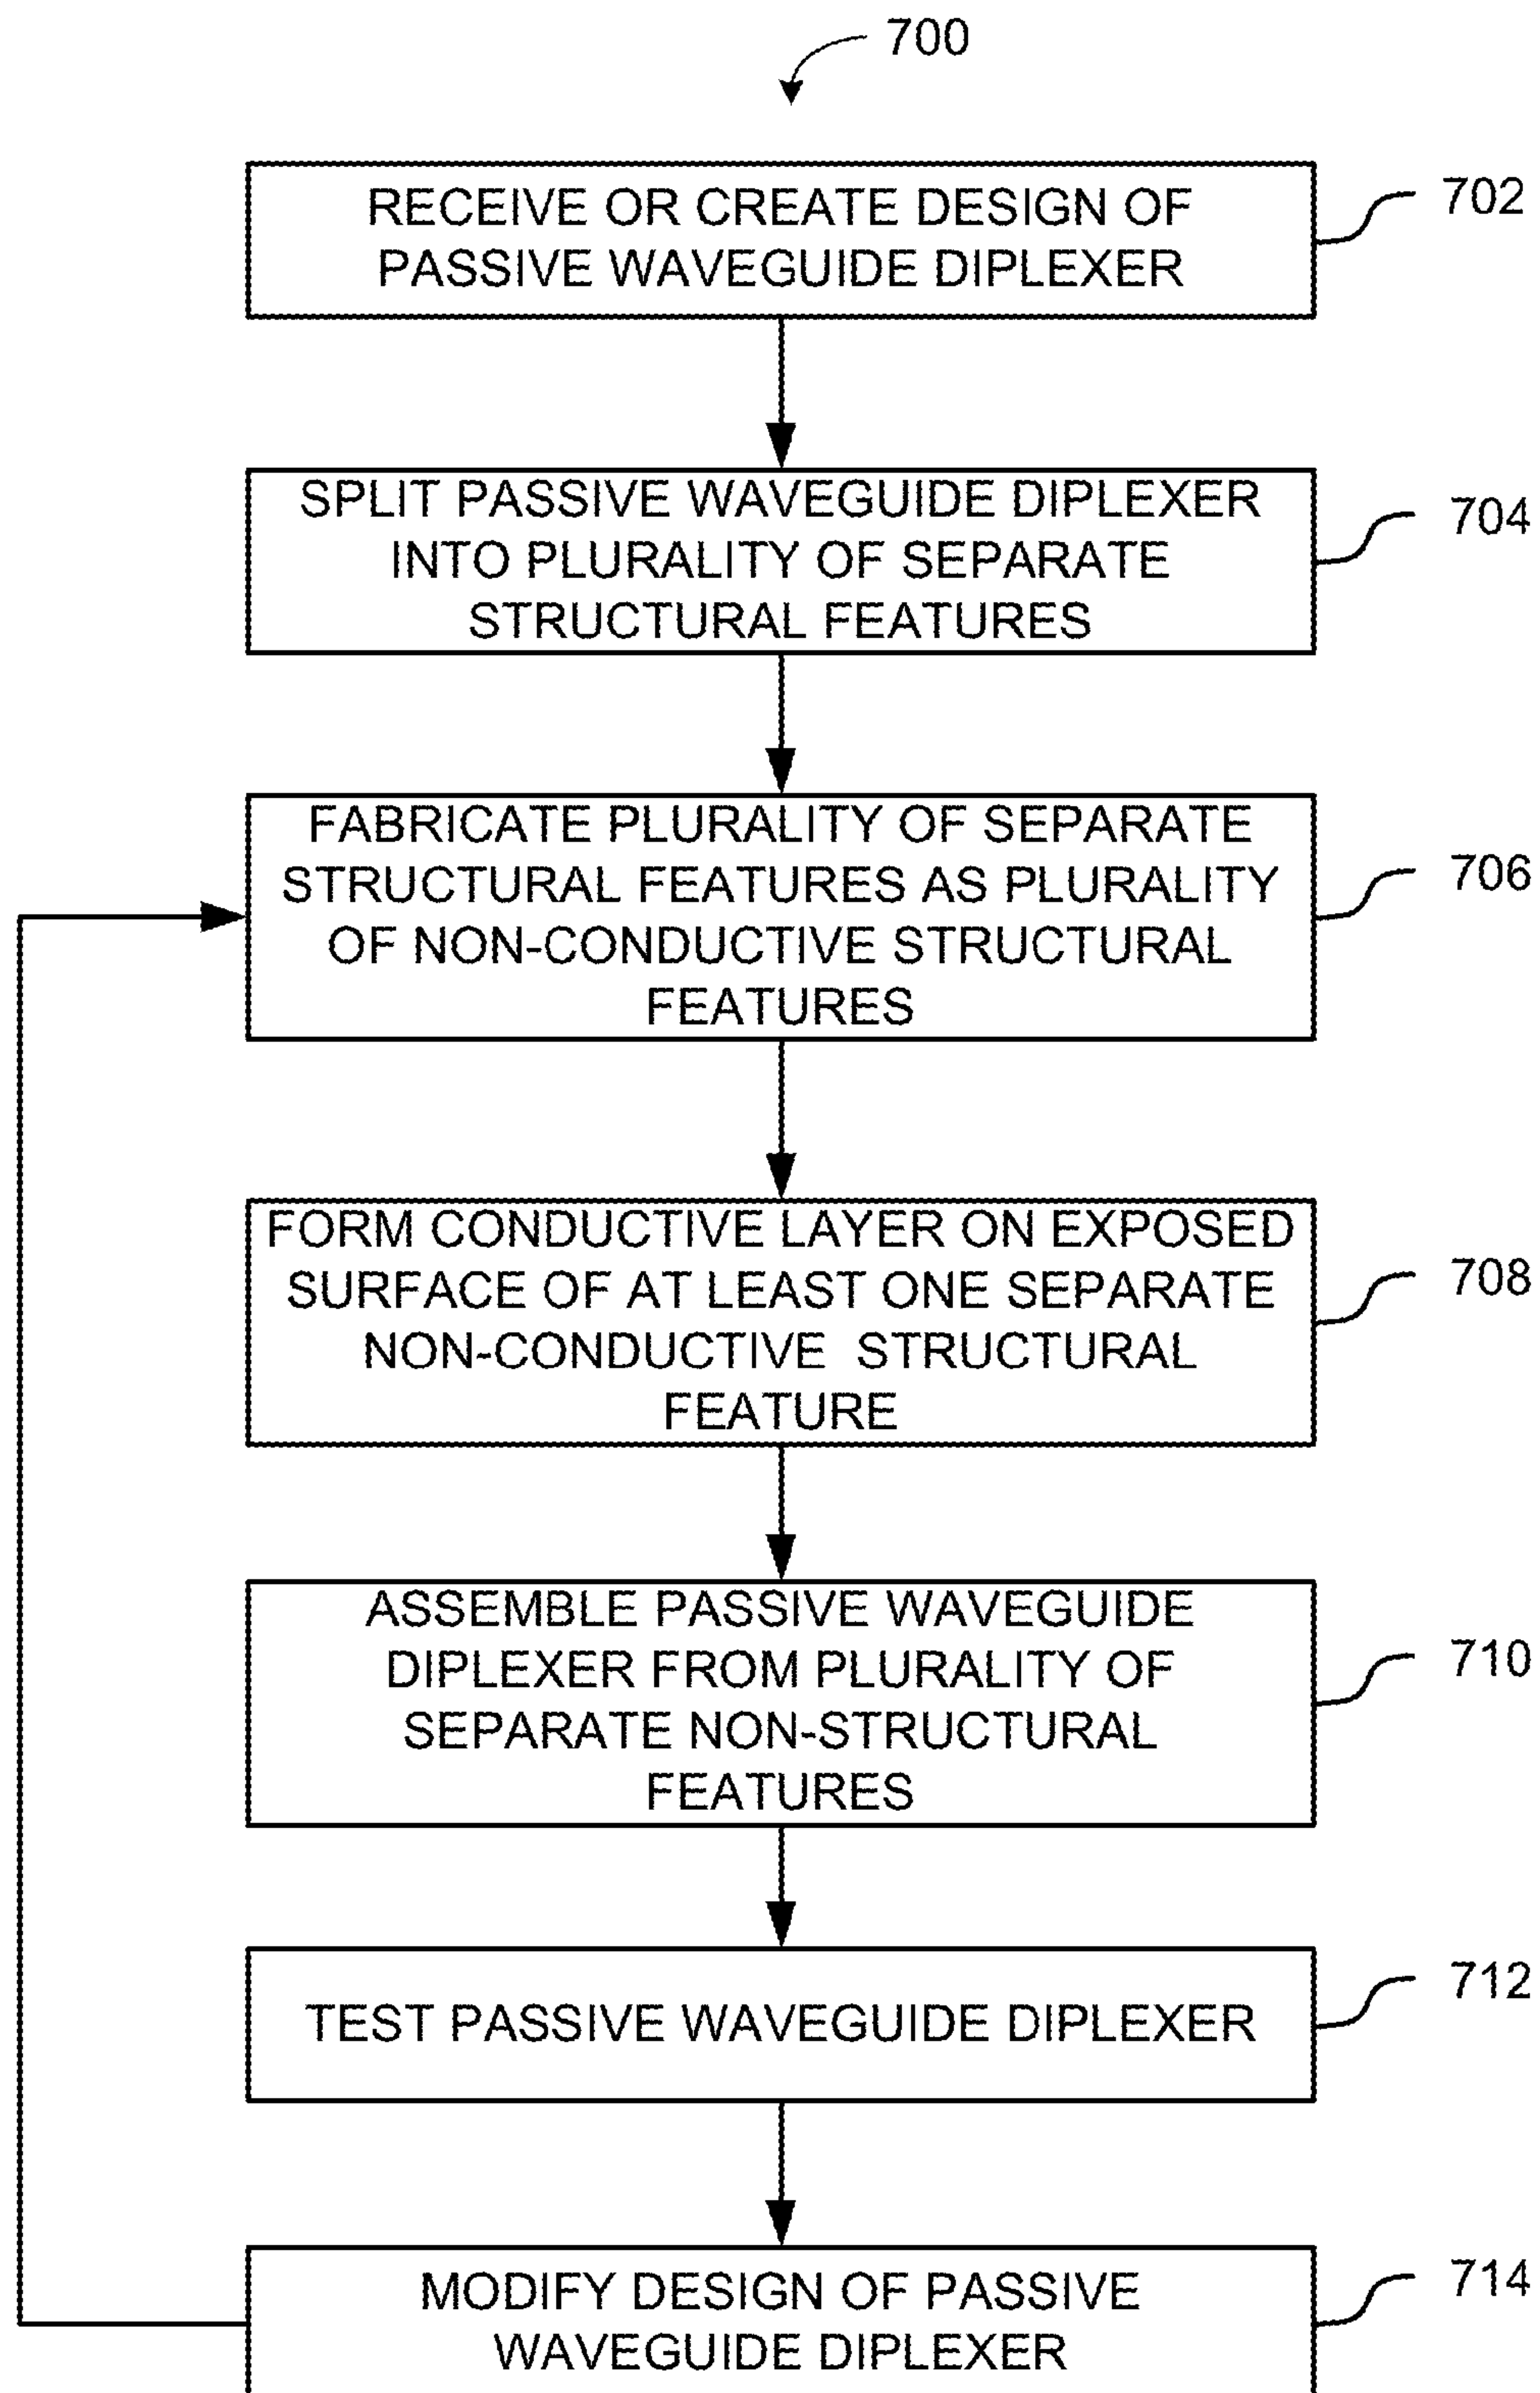 700
RECEIVE OR CREATE DESIGN OF
PASSIVE WAVEGUIDE DIPLEXER
702
SPLIT PASSIVE WAVEGUIDE DIPLEXER
INTO PLURALITY OF SEPARATE
STRUCTURAL FEATURES
704
FABRICATE PLURALITY OF SEPARATE
STRUCTURAL FEATURES AS PLURALITY
OF NON-CONDUCTIVE STRUCTURAL
FEATURES
706
FORM CONDUCTIVE LAYER ON EXPOSED
SURFACE OF AT LEAST ONE SEPARATE
NON-CONDUCTIVE STRUCTURAL
FEATURE
708
ASSEMBLE PASSIVE WAVEGUIDE
DIPLEXER FROM PLURALITY OF
SEPARATE NON-STRUCTURAL
FEATURES
710
TEST PASSIVE WAVEGUIDE DIPLEXER
712
MODIFY DESIGN OF PASSIVE
WAVEGUIDE DIPLEXER
714